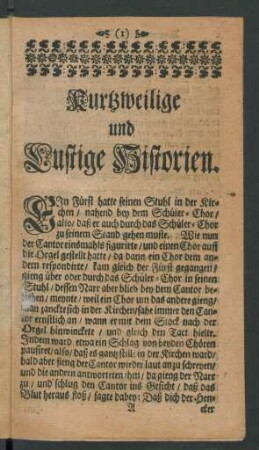 (1)
Kurtzweilige
und
Lustige Historien.
EIn Fürst hatte seinen Stuhl in der Kir-
chen / nahend bey dem Schüler-Chor /
also / daß er auch durch das Schüler-Chor
zu seinem Stand gehen muste. Wie nun
der Cantor einsmahls figurirte / und einen Chor auff
die Orgel gestellt hatte / da dann ein Chor dem an-
dern respondirte / kam gleich der Fürst gegangen /
gieng über oder durch das Schüler-Chor in seinen
Stuhl / dessen Narr aber blieb bey dem Cantor be-
stehen / meynte / weil ein Chor um das andre gieng /
man zanckte sich in der Kirchen / sahe immer den Can-
tor ernstlich an / wann er mit dem Stock nach der
Orgel hinwinckte / und gleich den Tact hielte.
Indem ward etwa ein Schlag von beyden Chören
pausiret / also / daß es gantz still in der Kirchen ward /
bald aber fieng der Cantor wieder laut an zu schreyen /
und die andern antworteten ihm / da gieng der Narr
zu / und schlug den Cantor ins Gesicht / daß das
Blut heraus floß / sagte dabey: Daß dich der Hen-
A cker